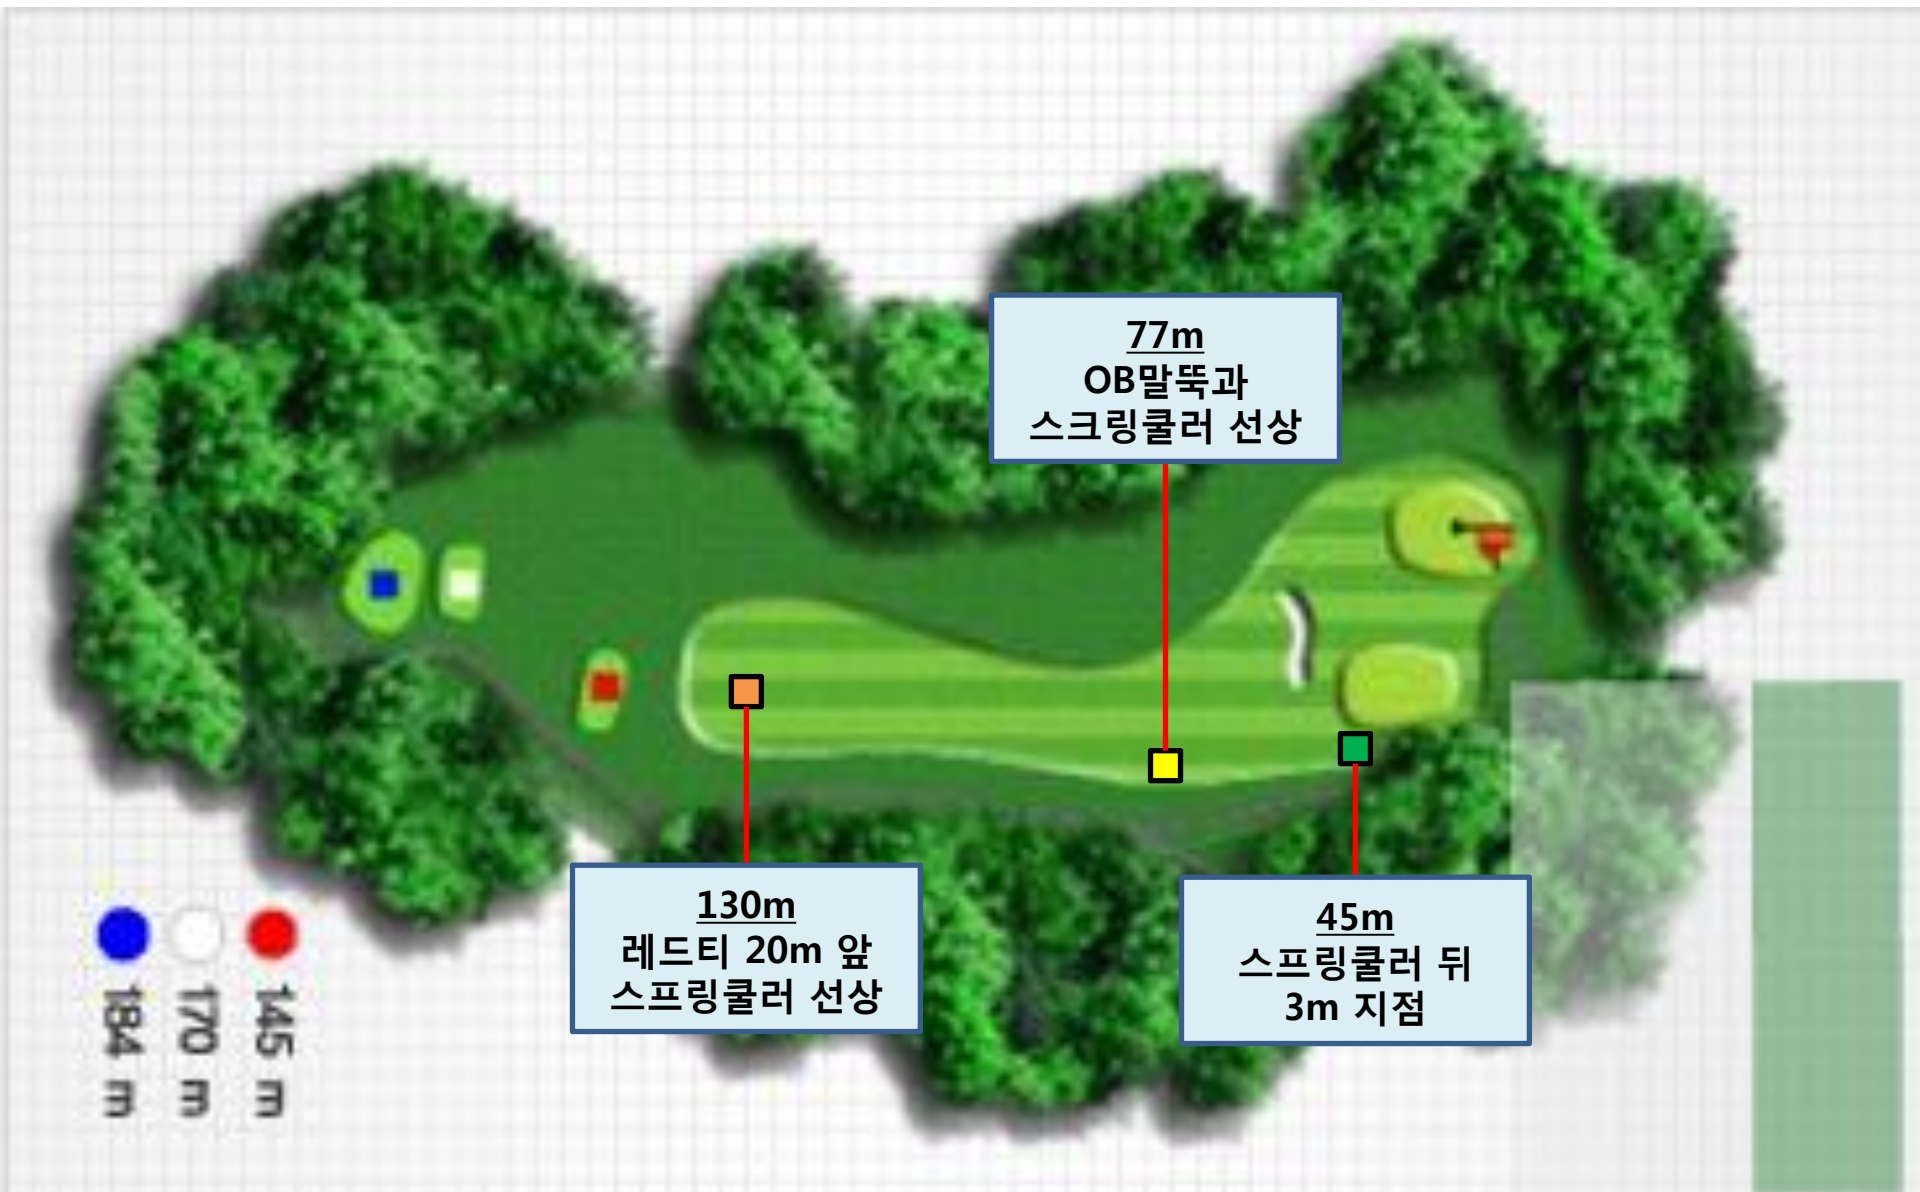 77m
OB말뚝과
스크링쿨러 선상
130m
레드티 20m 앞
스프링쿨러 선상
45m
스프링쿨러 뒤
3m 지점
145 m
170 m
184 m